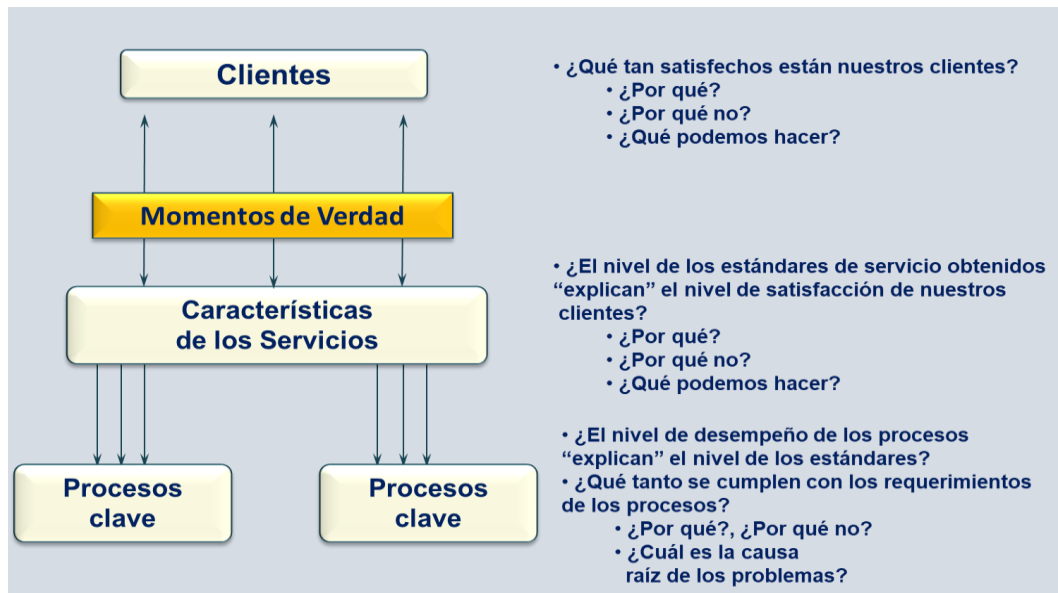 Clientes
Momentos de Verdad
Características
de los Servicios
Procesos
clave
Procesos
clave
• ¿Qué tan satisfechos están nuestros clientes?
• ¿Por qué?
• ¿Por qué no?
• ¿Qué podemos hacer?
• ¿El nivel de los estándares de servicio obtenidos
“explican” el nivel de satisfacción de nuestros
clientes?
• ¿Por qué?
• ¿Por qué no?
• ¿Qué podemos hacer?
• ¿El nivel de desempeño de los procesos
“explican” el nivel de los estándares?
• ¿Qué tanto se cumplen con los requerimientos
de los procesos?
• ¿Por qué?, ¿Por qué no?
• ¿Cuál es la causa
raíz de los problemas?